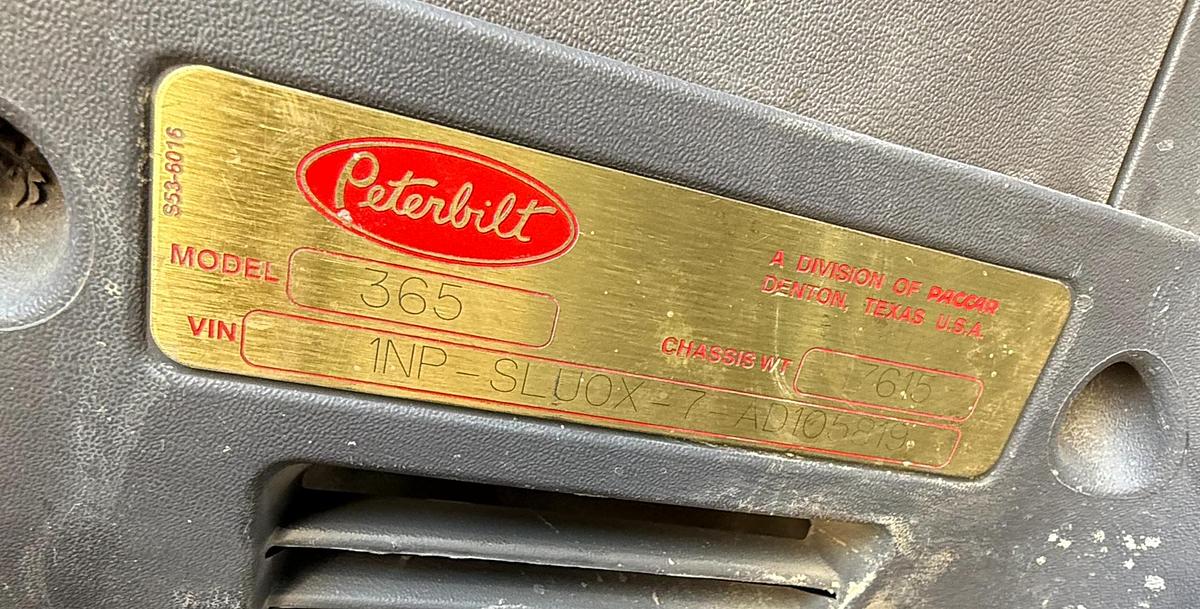 S53-6016
Peterbilt
MODEL 365
A DIVISION OF PACCAR
DENTON, TEXAS U.S.A.
CHASSIS WT 7615
VIN 1NP-SLU0X-7-AD105819